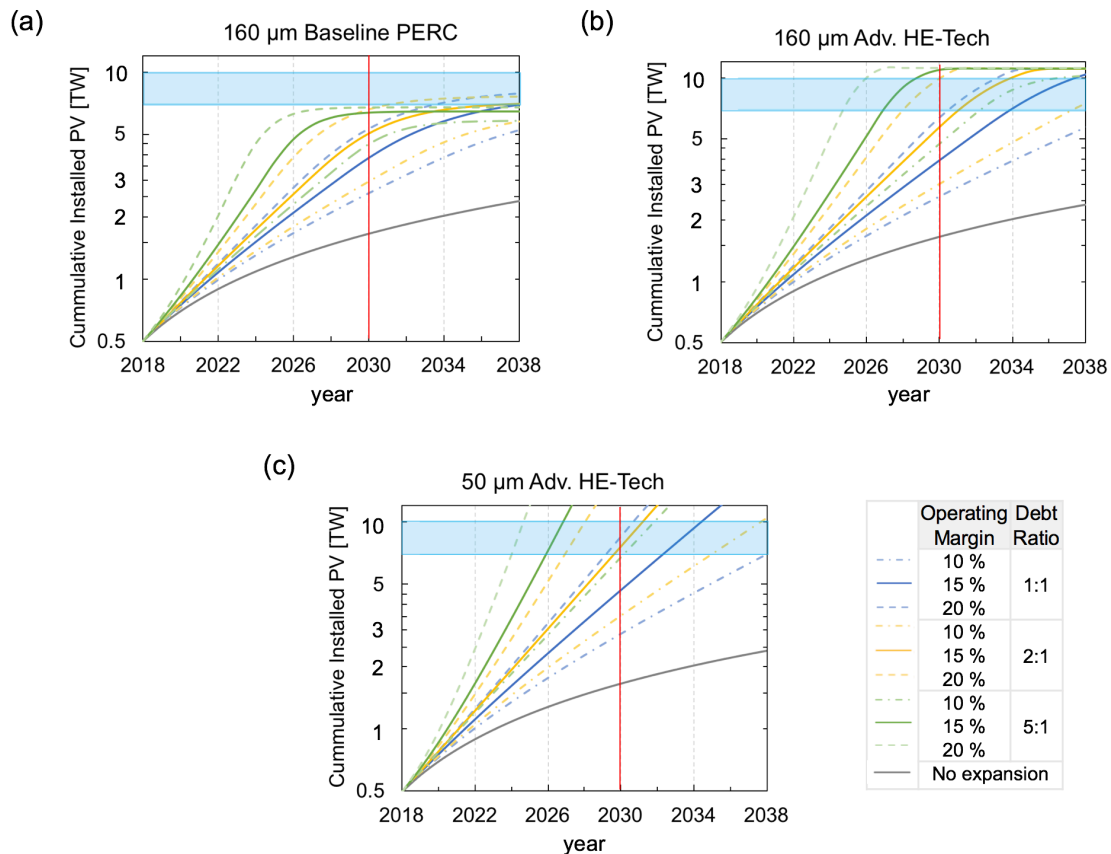 (a)
160 μm Baseline PERC
Cummulative Installed PV [TW]
10
5
3
2
1
0.5
2018 2022 2026 2030 2034 2038
year
(b)
160 μm Adv. HE-Tech
Cummulative Installed PV [TW]
10
5
3
2
1
0.5
2018 2022 2026 2030 2034 2038
year
(c)
50 μm Adv. HE-Tech
Cummulative Installed PV [TW]
10
5
3
2
1
0.5
2018 2022 2026 2030 2034 2038
year
Operating Debt
Margin Ratio
10 %
15 % 1:1
20 %
10 %
15 % 2:1
20 %
10 %
15 % 5:1
20 %
No expansion